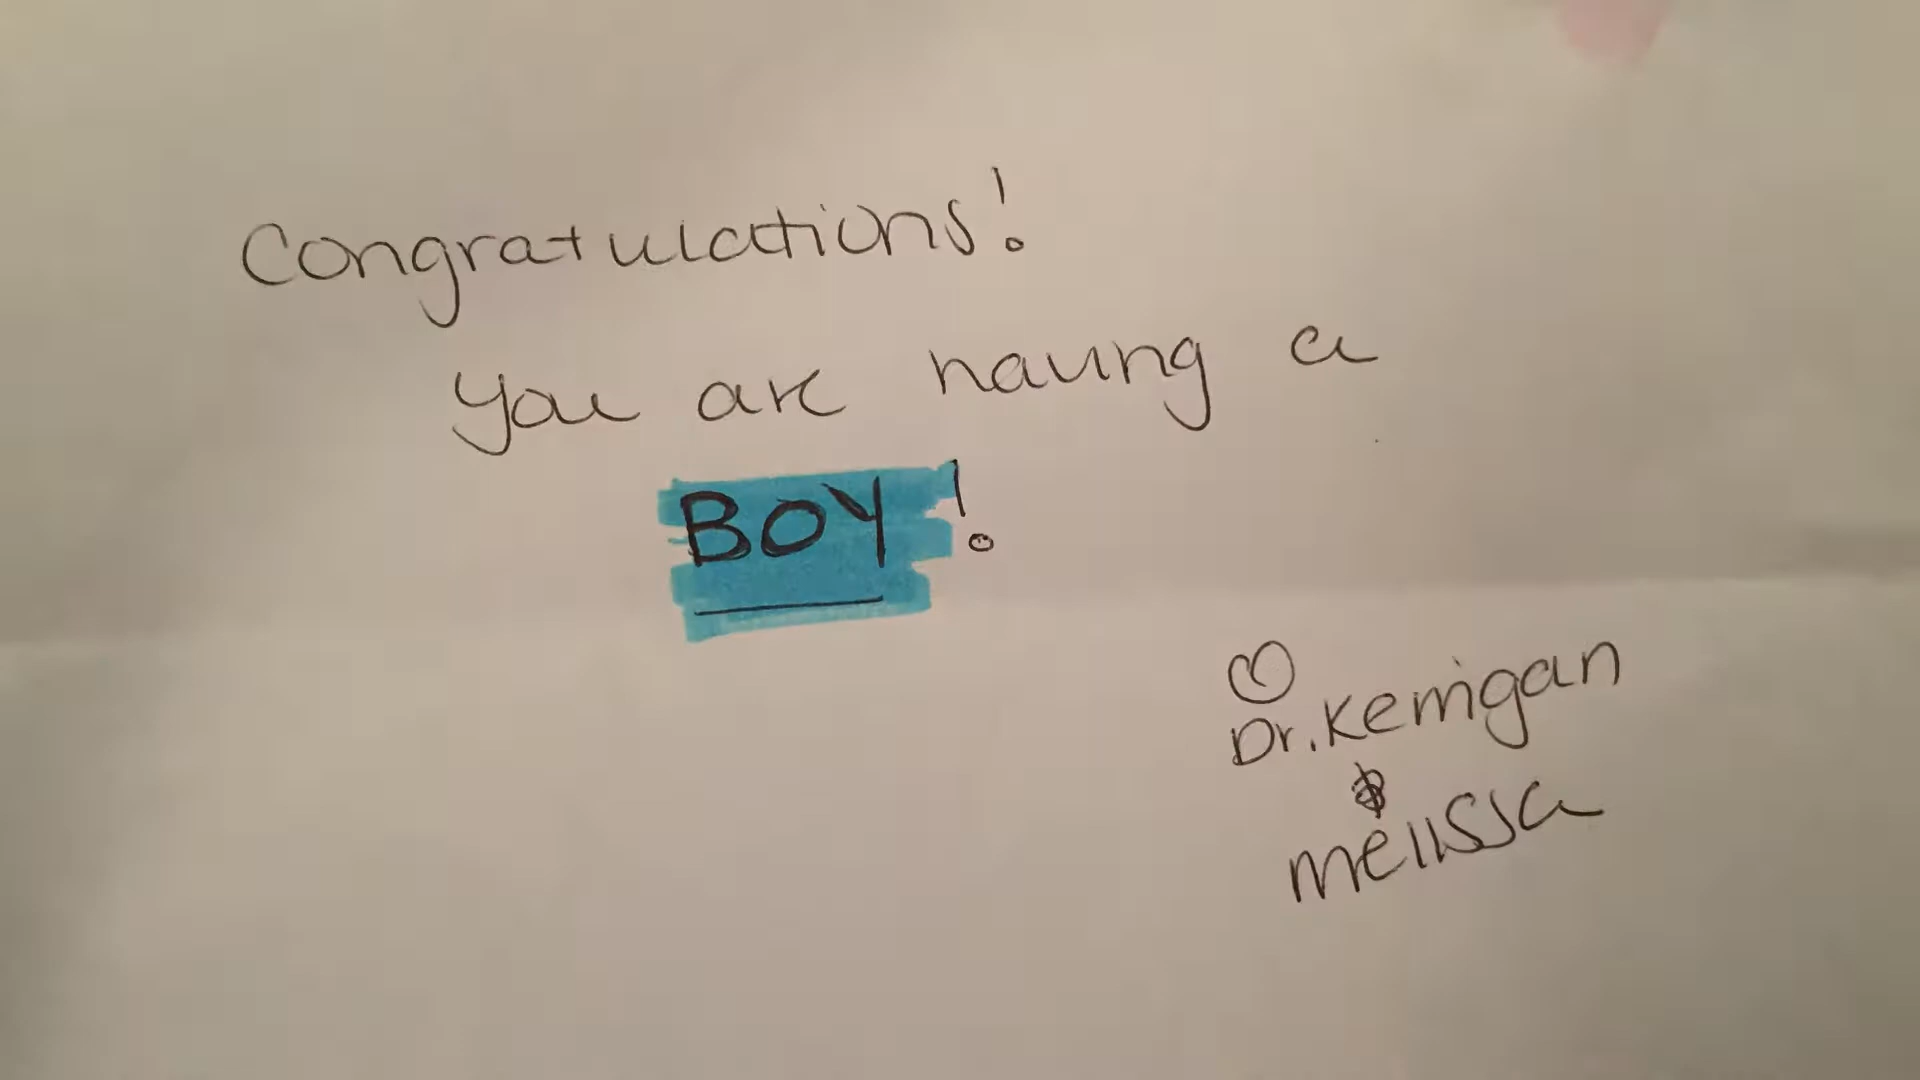 Congratulations!
You are having a
BOY!
Dr. Kerrigan
&
Melissa